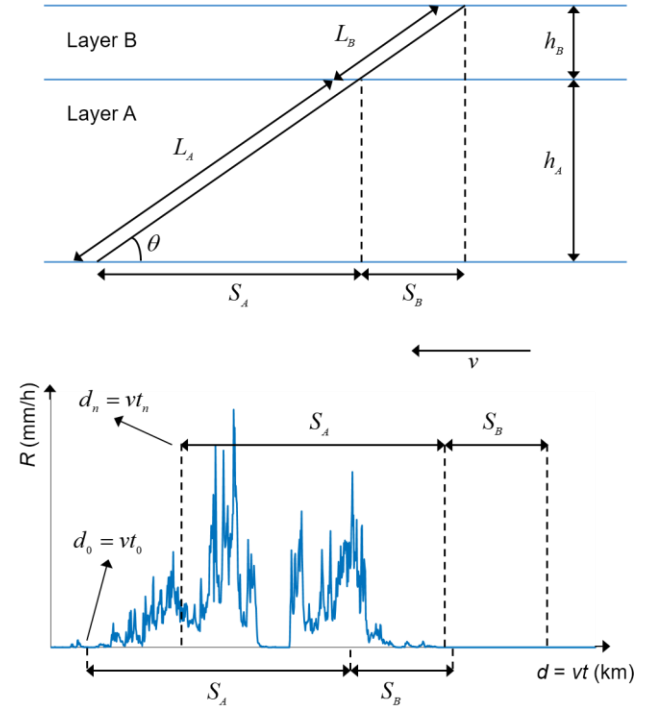 Layer B
L_B
h_B
Layer A
L_A
h_A
θ
S_A
S_B
v
R (mm/h)
d_n = vt_n
S_A
S_B
d_0 = vt_0
d = vt (km)
S_A
S_B